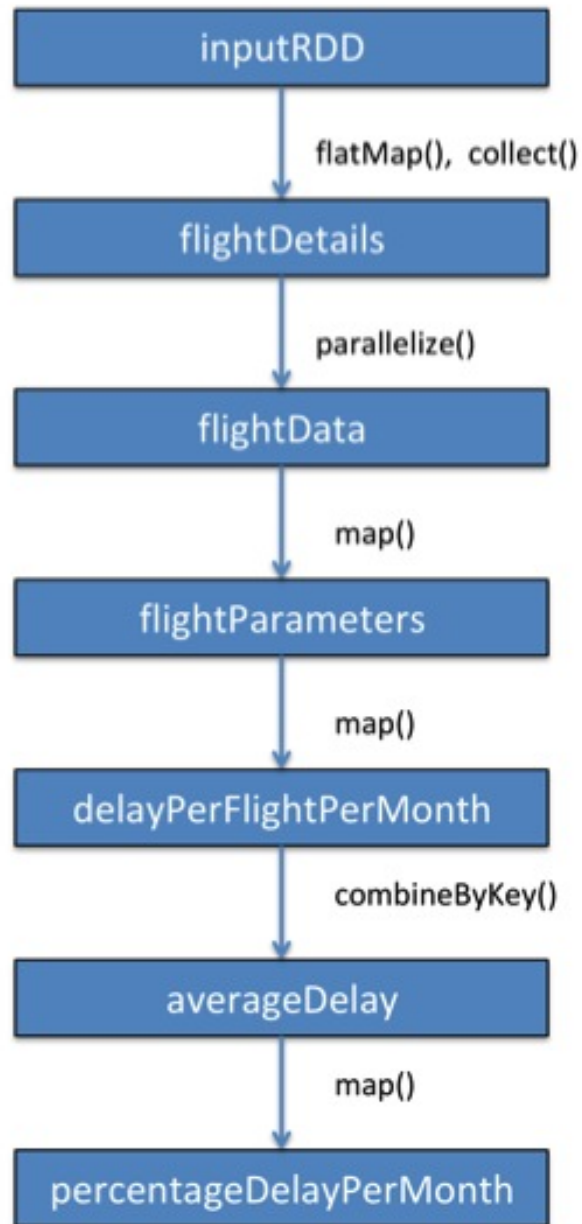 inputRDD
flatMap(), collect()
flightDetails
parallelize()
flightData
map()
flightParameters
map()
delayPerFlightPerMonth
combineByKey()
averageDelay
map()
percentageDelayPerMonth